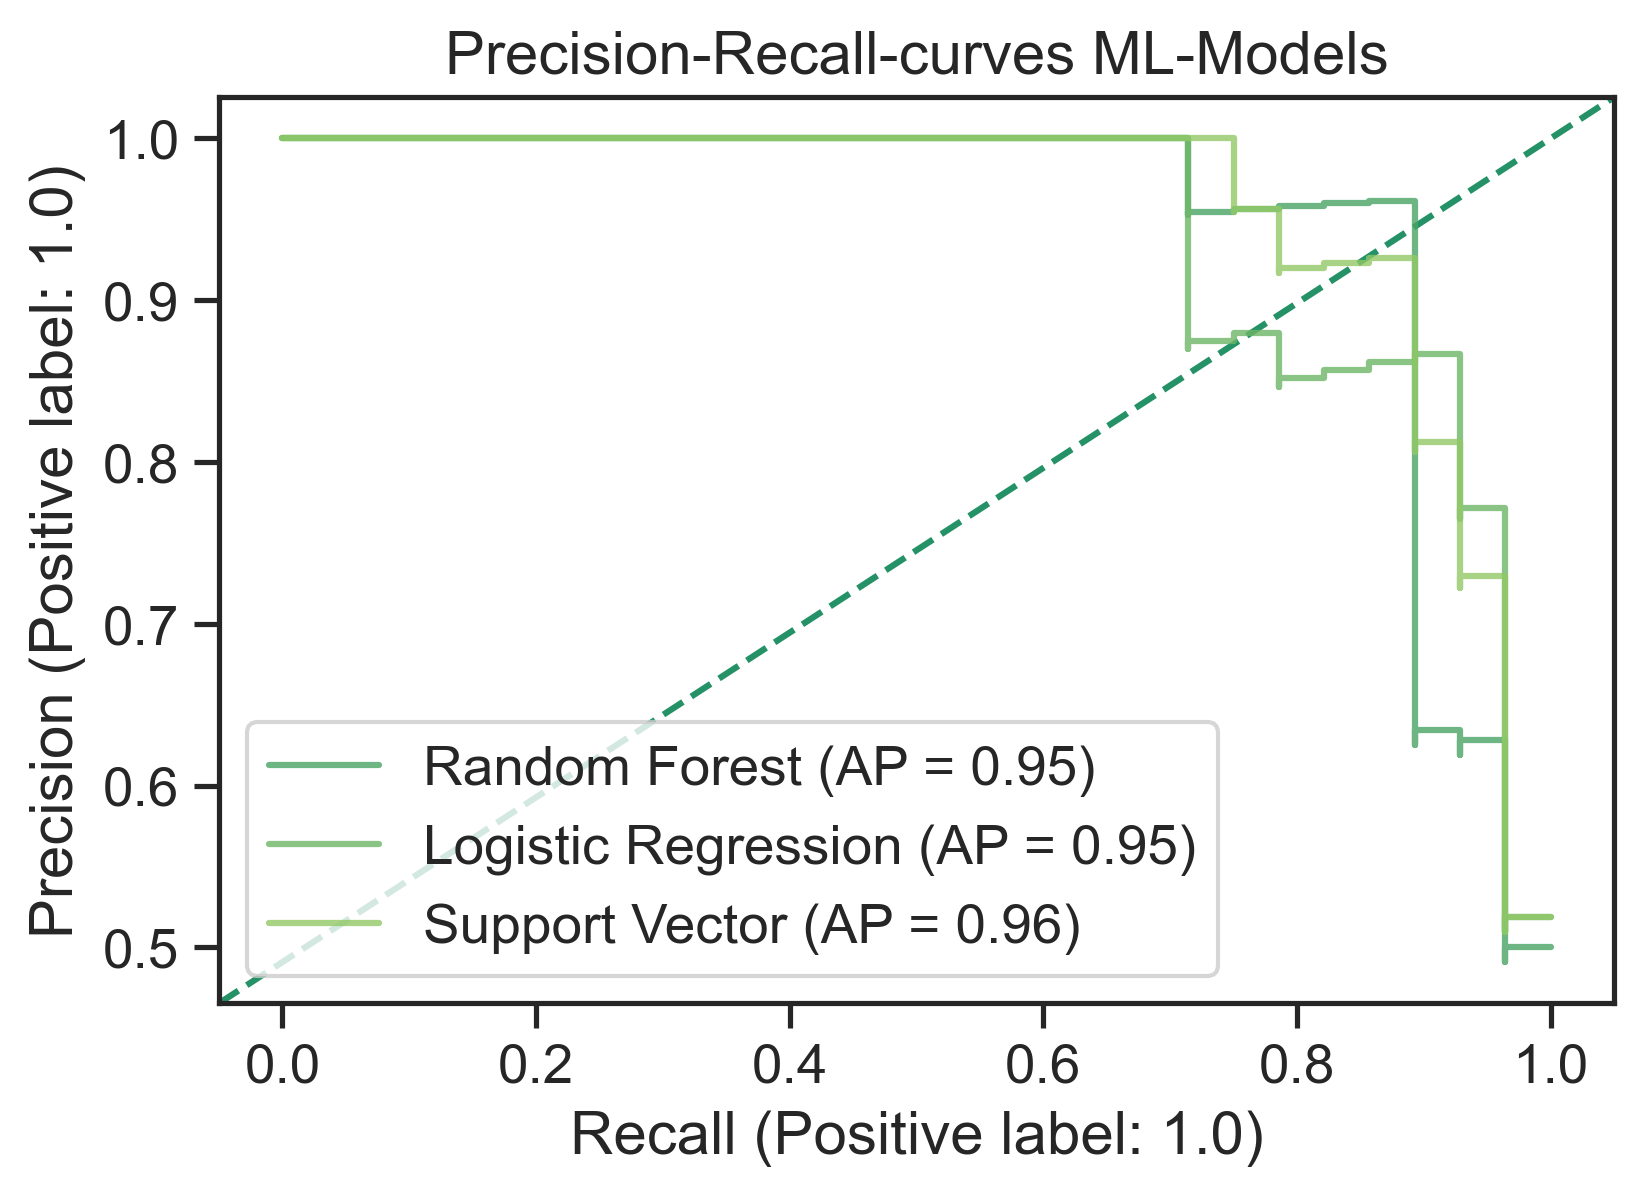 Precision-Recall-curves ML-Models
Precision (Positive label: 1.0)
1.0
0.9
0.8
0.7
0.6
0.5
Random Forest (AP = 0.95)
Logistic Regression (AP = 0.95)
Support Vector (AP = 0.96)
0.0 0.2 0.4 0.6 0.8 1.0
Recall (Positive label: 1.0)